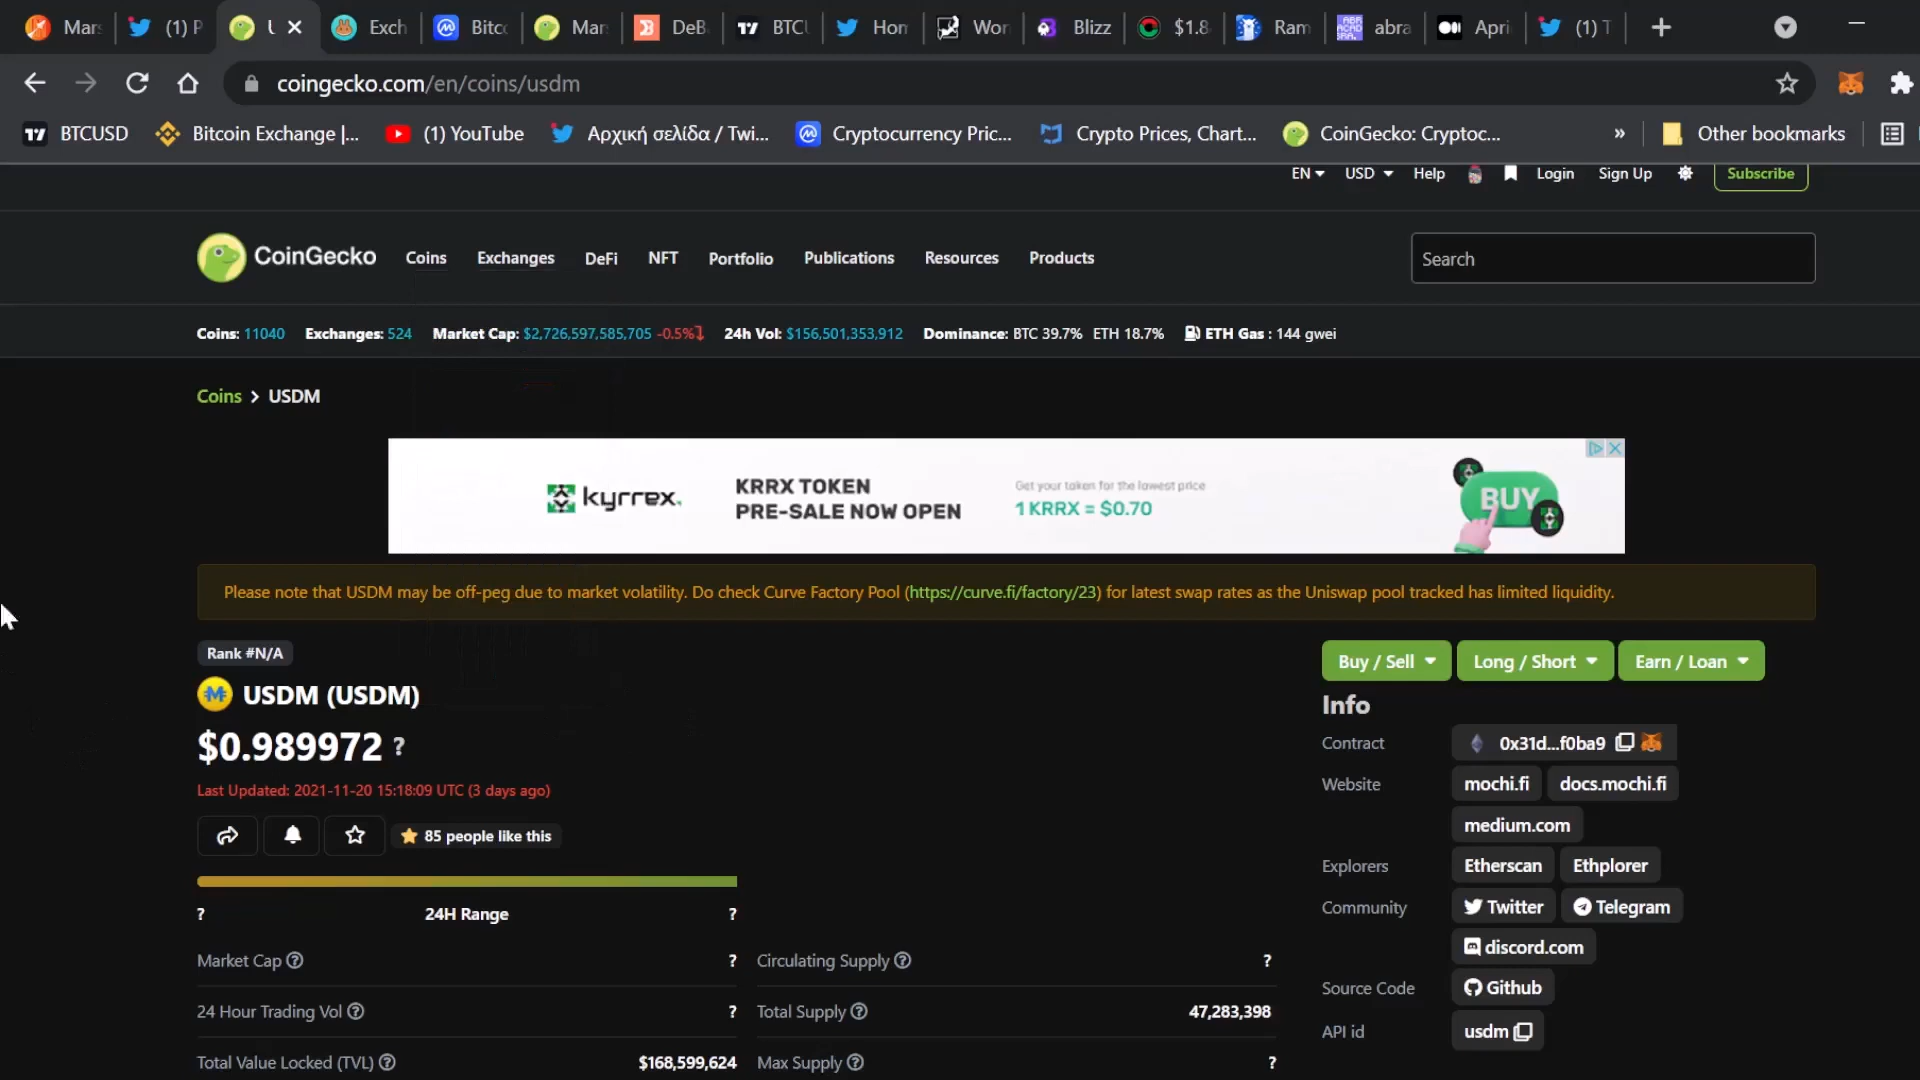 Mars
(1) P
Exch
Bitco
Mar
DeB
BTCU
Hom
Wor
Blizz
$1.8
Ram
abra
Apri
(1) T
coingecko.com/en/coins/usdm
BTCUSD
Bitcoin Exchange |...
(1) YouTube
Αρχική σελίδα / Twi...
Cryptocurrency Pric...
Crypto Prices, Chart...
CoinGecko: Cryptoc...
»
Other bookmarks
EN USD Help Login Sign Up Subscribe
CoinGecko Coins Exchanges DeFi NFT Portfolio Publications Resources Products Search
Coins: 11040 Exchanges: 524 Market Cap: $2,726,597,585,705 -0.5% 24h Vol: $156,501,353,912 Dominance: BTC 39.7% ETH 18.7% ETH Gas : 144 gwei
Coins > USDM
kyrrex.
KRRX TOKEN
PRE-SALE NOW OPEN
Get your token for the lowest price
1 KRRX = $0.70
BUY
Please note that USDM may be off-peg due to market volatility. Do check Curve Factory Pool (https://curve.fi/factory/23) for latest swap rates as the Uniswap pool tracked has limited liquidity.
Rank #N/A
USDM (USDM)
$0.989972 ?
Last Updated: 2021-11-20 15:18:09 UTC (3 days ago)
85 people like this
? 24H Range ?
Market Cap ?
Circulating Supply ?
24 Hour Trading Vol ?
Total Supply 47,283,398
Total Value Locked (TVL) $168,599,624
Max Supply ?
Buy / Sell Long / Short Earn / Loan
Info
Contract 0x31d...f0ba9
Website mochi.fi docs.mochi.fi
medium.com
Explorers Etherscan Ethplorer
Community Twitter Telegram
discord.com
Source Code Github
API id usdm